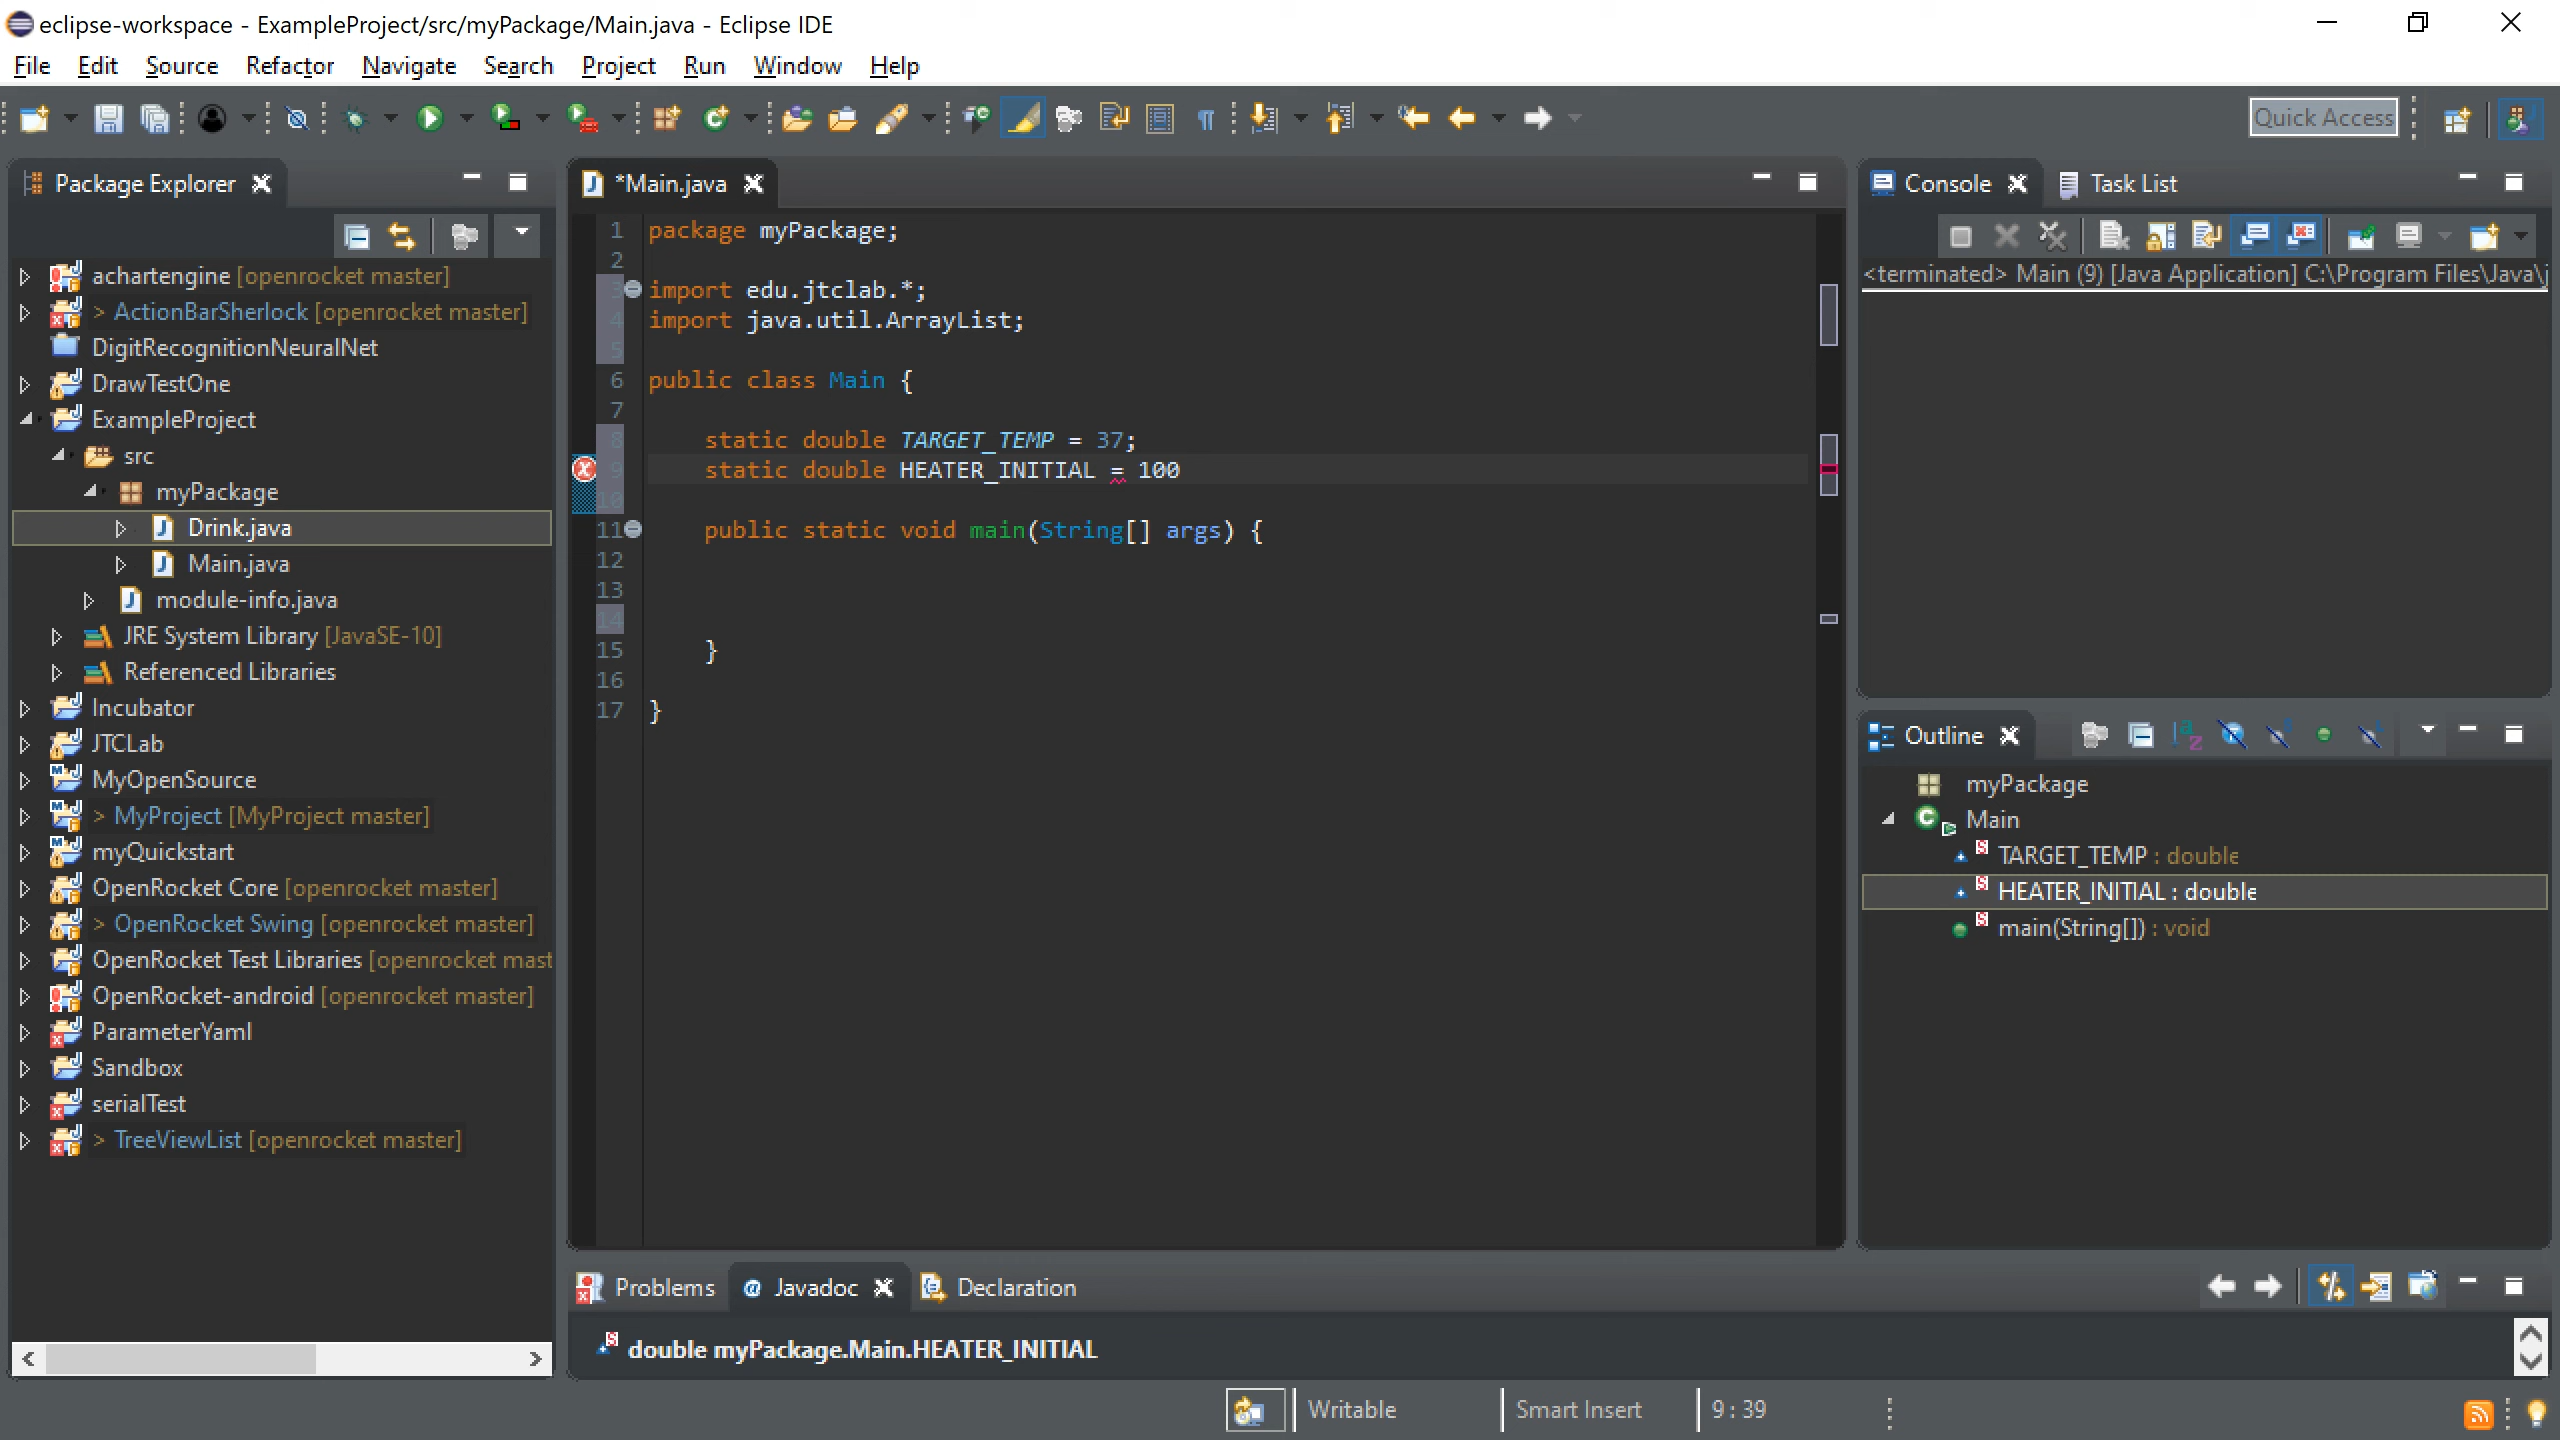 eclipse-workspace - ExampleProject/src/myPackage/Main.java - Eclipse IDE
File Edit Source Refactor Navigate Search Project Run Window Help
Quick Access
Package Explorer
achartengine [openrocket master]
> ActionBarSherlock [openrocket master]
DigitRecognitionNeuralNet
DrawTestOne
ExampleProject
src
myPackage
Drink.java
Main.java
module-info.java
JRE System Library [JavaSE-10]
Referenced Libraries
Incubator
JTCLab
MyOpenSource
> MyProject [MyProject master]
myQuickstart
OpenRocket Core [openrocket master]
> OpenRocket Swing [openrocket master]
OpenRocket Test Libraries [openrocket mast
OpenRocket-android [openrocket master]
ParameterYaml
Sandbox
serialTest
> TreeViewList [openrocket master]
*Main.java
1 package myPackage;
2
3 import edu.jtclab.*;
4 import java.util.ArrayList;
5
6 public class Main {
7
8 static double TARGET_TEMP = 37;
9 static double HEATER_INITIAL = 100
10
11 public static void main(String[] args) {
12
13
14
15 }
16
17 }
Console Task List
<terminated> Main (9) [Java Application] C:\Program Files\Java\j
Outline
myPackage
Main
TARGET_TEMP : double
HEATER_INITIAL : double
main(String[]) : void
Problems @ Javadoc Declaration
double myPackage.Main.HEATER_INITIAL
Writable Smart Insert 9 : 39